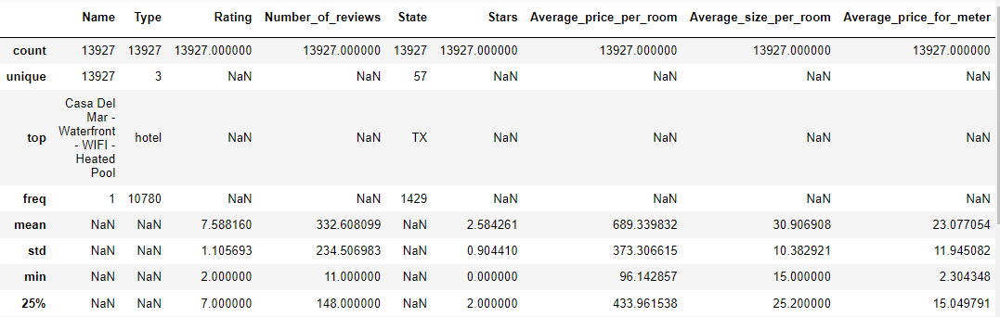 Name Type Rating Number_of_reviews State Stars Average_price_per_room Average_size_per_room Average_price_for_meter
count 13927 13927 13927.000000 13927.000000 13927 13927.000000 13927.000000 13927.000000 13927.000000
unique 13927 3 NaN NaN 57 NaN NaN NaN NaN
Casa Del
Mar -
Waterfront
top - WIFI - hotel NaN NaN TX NaN NaN NaN NaN
Heated
Pool
freq 1 10780 NaN NaN 1429 NaN NaN NaN NaN
mean NaN NaN 7.588160 332.608099 NaN 2.584261 689.339832 30.906908 23.077054
std NaN NaN 1.105693 234.506983 NaN 0.904410 373.306615 10.382921 11.945082
min NaN NaN 2.000000 11.000000 NaN 0.000000 96.142857 15.000000 2.304348
25% NaN NaN 7.000000 148.000000 NaN 2.000000 433.961538 25.200000 15.049791